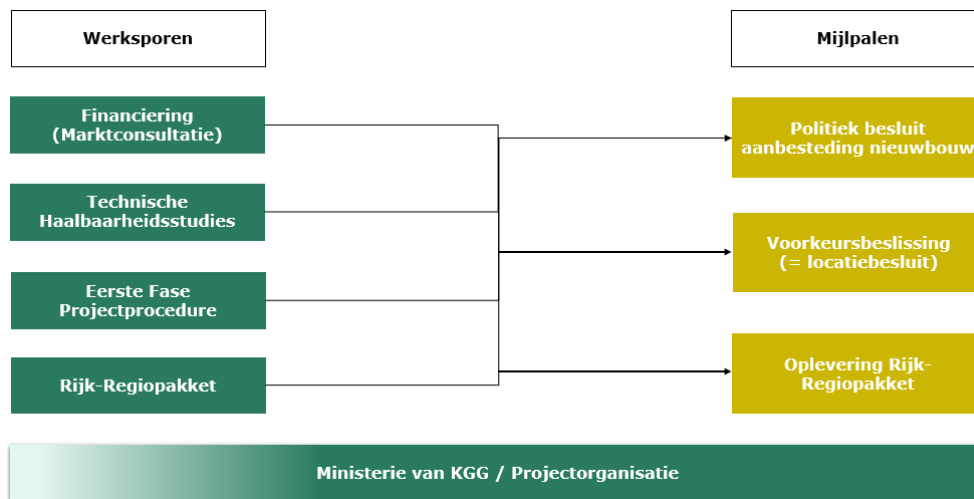 Werksporen
Mijlpalen
Financiering
(Marktconsultatie)
Politiek besluit
aanbesteding nieuwbouw
Technische
Haalbaarheidsstudies
Voorkeursbeslissing
(= locatiebesluit)
Eerste Fase
Projectprocedure
Rijk-Regiopakket
Oplevering Rijk-
Regiopakket
Ministerie van KGG / Projectorganisatie